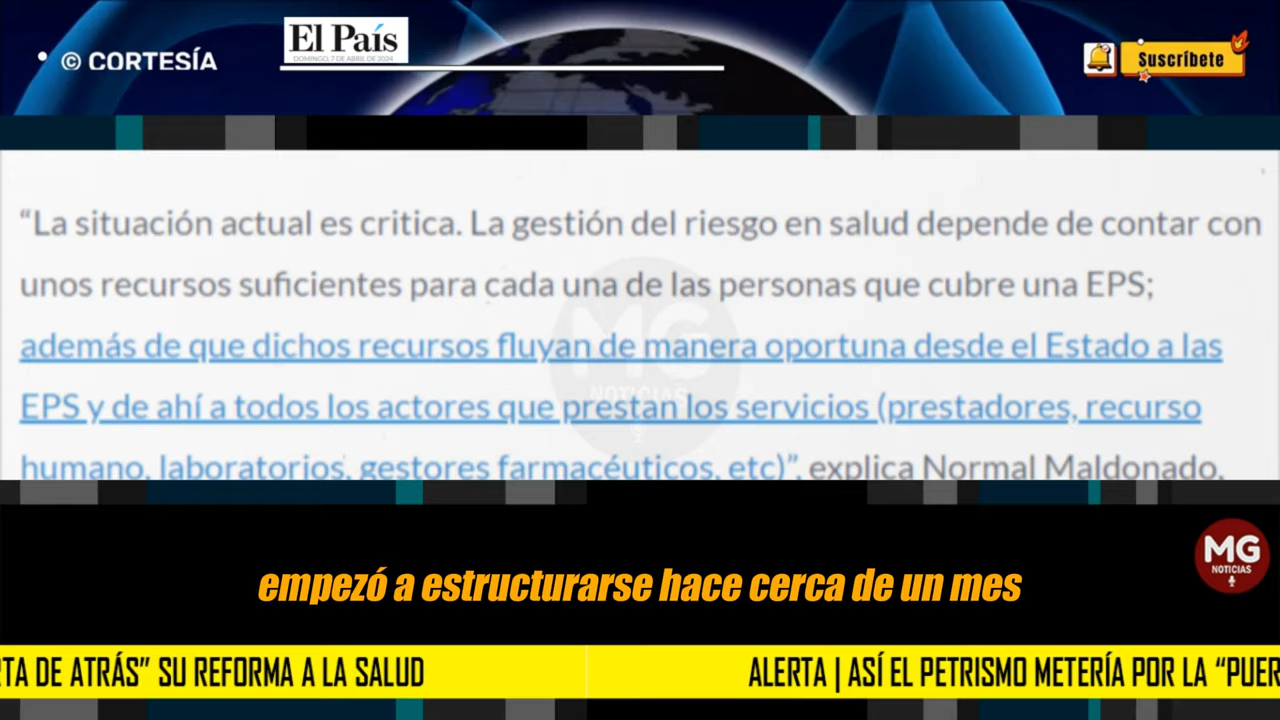 © CORTESÍA
El País
DOMINGO, 7 DE ABRIL DE 2024
Suscríbete
“La situación actual es critica. La gestión del riesgo en salud depende de contar con
unos recursos suficientes para cada una de las personas que cubre una EPS;
además de que dichos recursos fluyan de manera oportuna desde el Estado a las
EPS y de ahí a todos los actores que prestan los servicios (prestadores, recurso
humano, laboratorios, gestores farmacéuticos, etc)”, explica Normal Maldonado,
MG
NOTICIAS
empezó a estructurarse hace cerca de un mes
MG
NOTICIAS
RTA DE ATRÁS” SU REFORMA A LA SALUD
ALERTA | ASÍ EL PETRISMO METERÍA POR LA “PUER